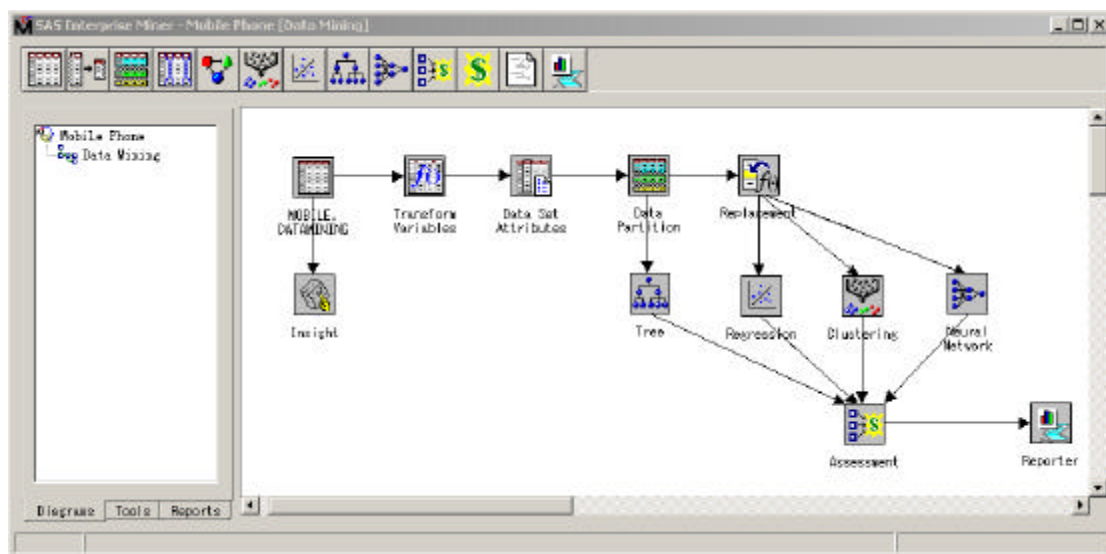 SAS Enterprise Miner - Mobile Phone [Data Mining]
Mobile Phone
Data Mining
MOBILE.
DATAMINING
Transform
Variables
Data Set
Attributes
Data
Partition
Replacement
Insight
Tree
Regression
Clustering
Neural
Network
Assessment
Reporter
Diagrams
Tools
Reports